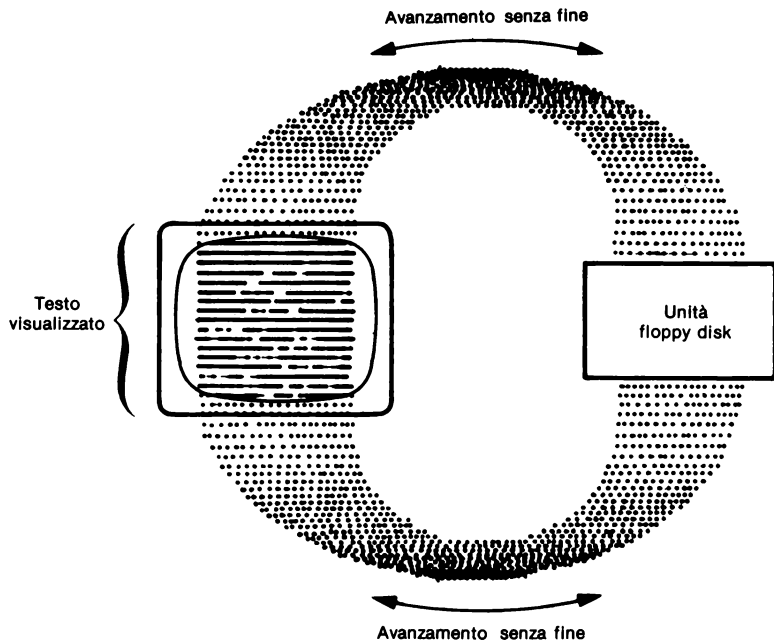 Avanzamento senza fine
Testo
visualizzato
Unità
floppy disk
Avanzamento senza fine